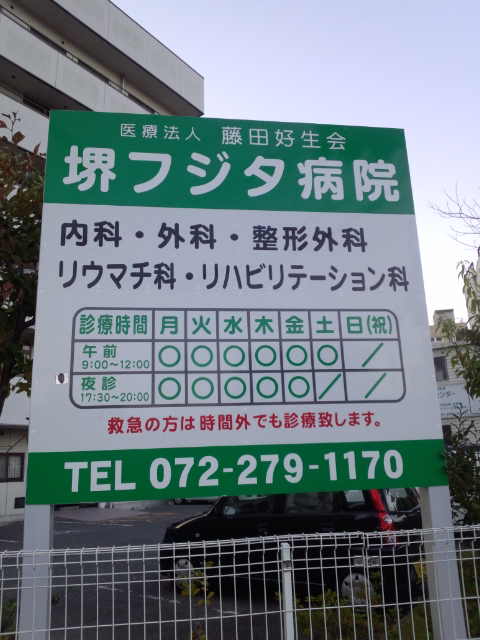 医療法人 藤田好生会
堺フジタ病院
内科・外科・整形外科
リウマチ科・リハビリテーション科
診療時間 月 火 水 木 金 土 日(祝)
午前 9:00~12:00 ○ ○ ○ ○ ○ ○ /
夜診 17:30~20:00 ○ ○ ○ ○ ○ / /
救急の方は時間外でも診療致します。
TEL 072-279-1170